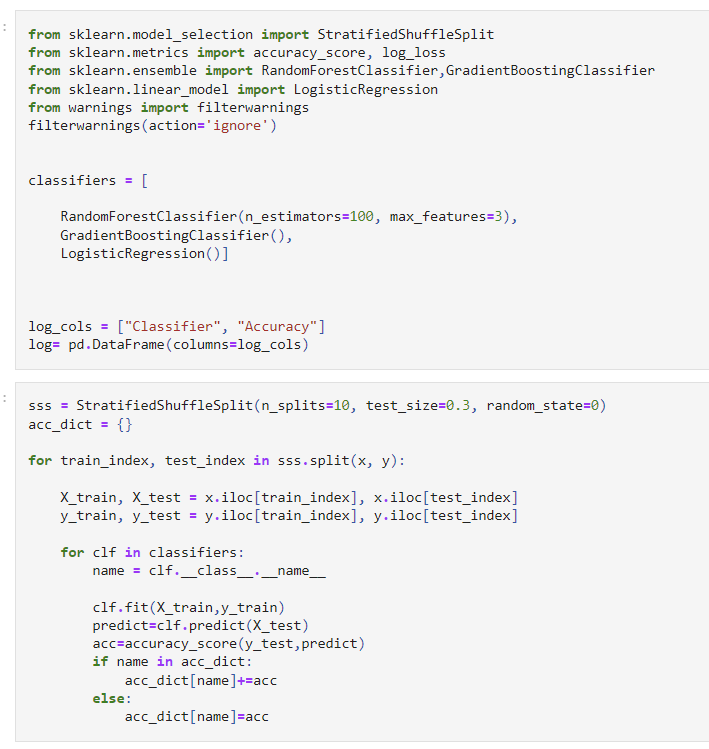 :
from sklearn.model_selection import StratifiedShuffleSplit
from sklearn.metrics import accuracy_score, log_loss
from sklearn.ensemble import RandomForestClassifier,GradientBoostingClassifier
from sklearn.linear_model import LogisticRegression
from warnings import filterwarnings
filterwarnings(action='ignore')
classifiers = [
    RandomForestClassifier(n_estimators=100, max_features=3),
    GradientBoostingClassifier(),
    LogisticRegression()]
log_cols = ["Classifier", "Accuracy"]
log= pd.DataFrame(columns=log_cols)
:
sss = StratifiedShuffleSplit(n_splits=10, test_size=0.3, random_state=0)
acc_dict = {}
for train_index, test_index in sss.split(x, y):
    X_train, X_test = x.iloc[train_index], x.iloc[test_index]
    y_train, y_test = y.iloc[train_index], y.iloc[test_index]
    for clf in classifiers:
        name = clf.__class__.__name__
        clf.fit(X_train,y_train)
        predict=clf.predict(X_test)
        acc=accuracy_score(y_test,predict)
        if name in acc_dict:
            acc_dict[name]+=acc
        else:
            acc_dict[name]=acc